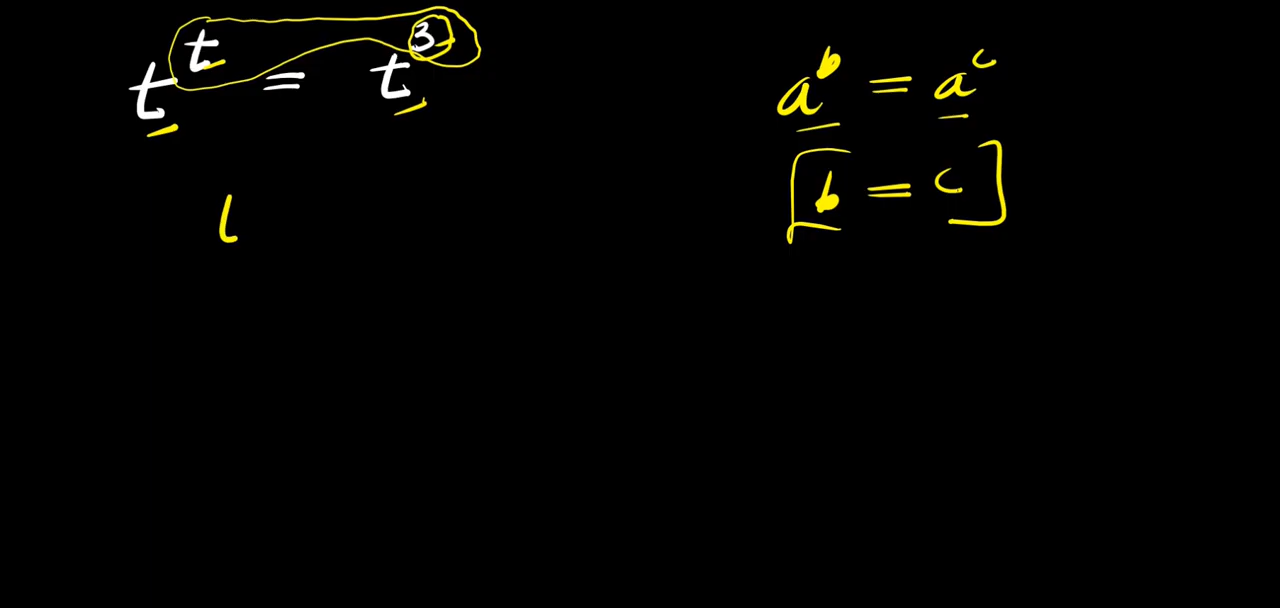 t^t = t^3
a^b = a^c
[b = c]